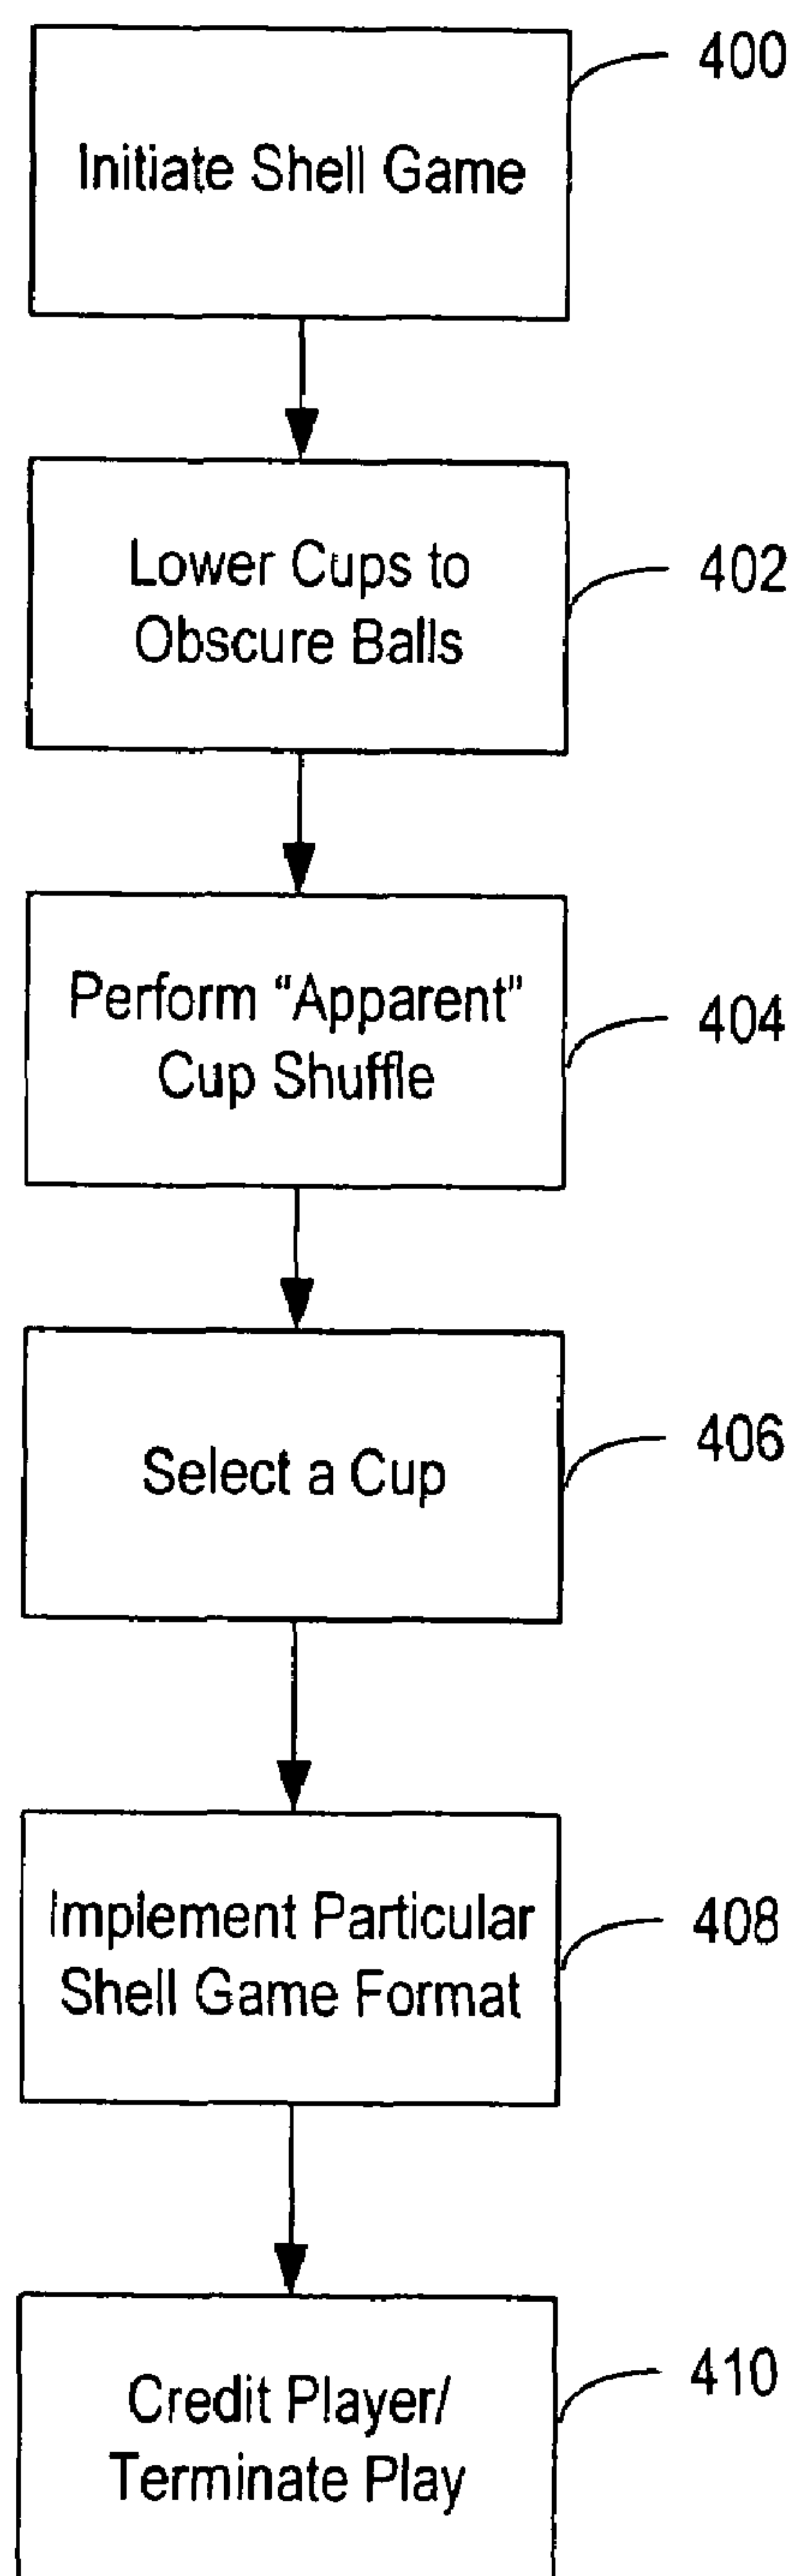 Initiate Shell Game
400
Lower Cups to
Obscure Balls
402
Perform “Apparent”
Cup Shuffle
404
Select a Cup
406
Implement Particular
Shell Game Format
408
Credit Player/
Terminate Play
410